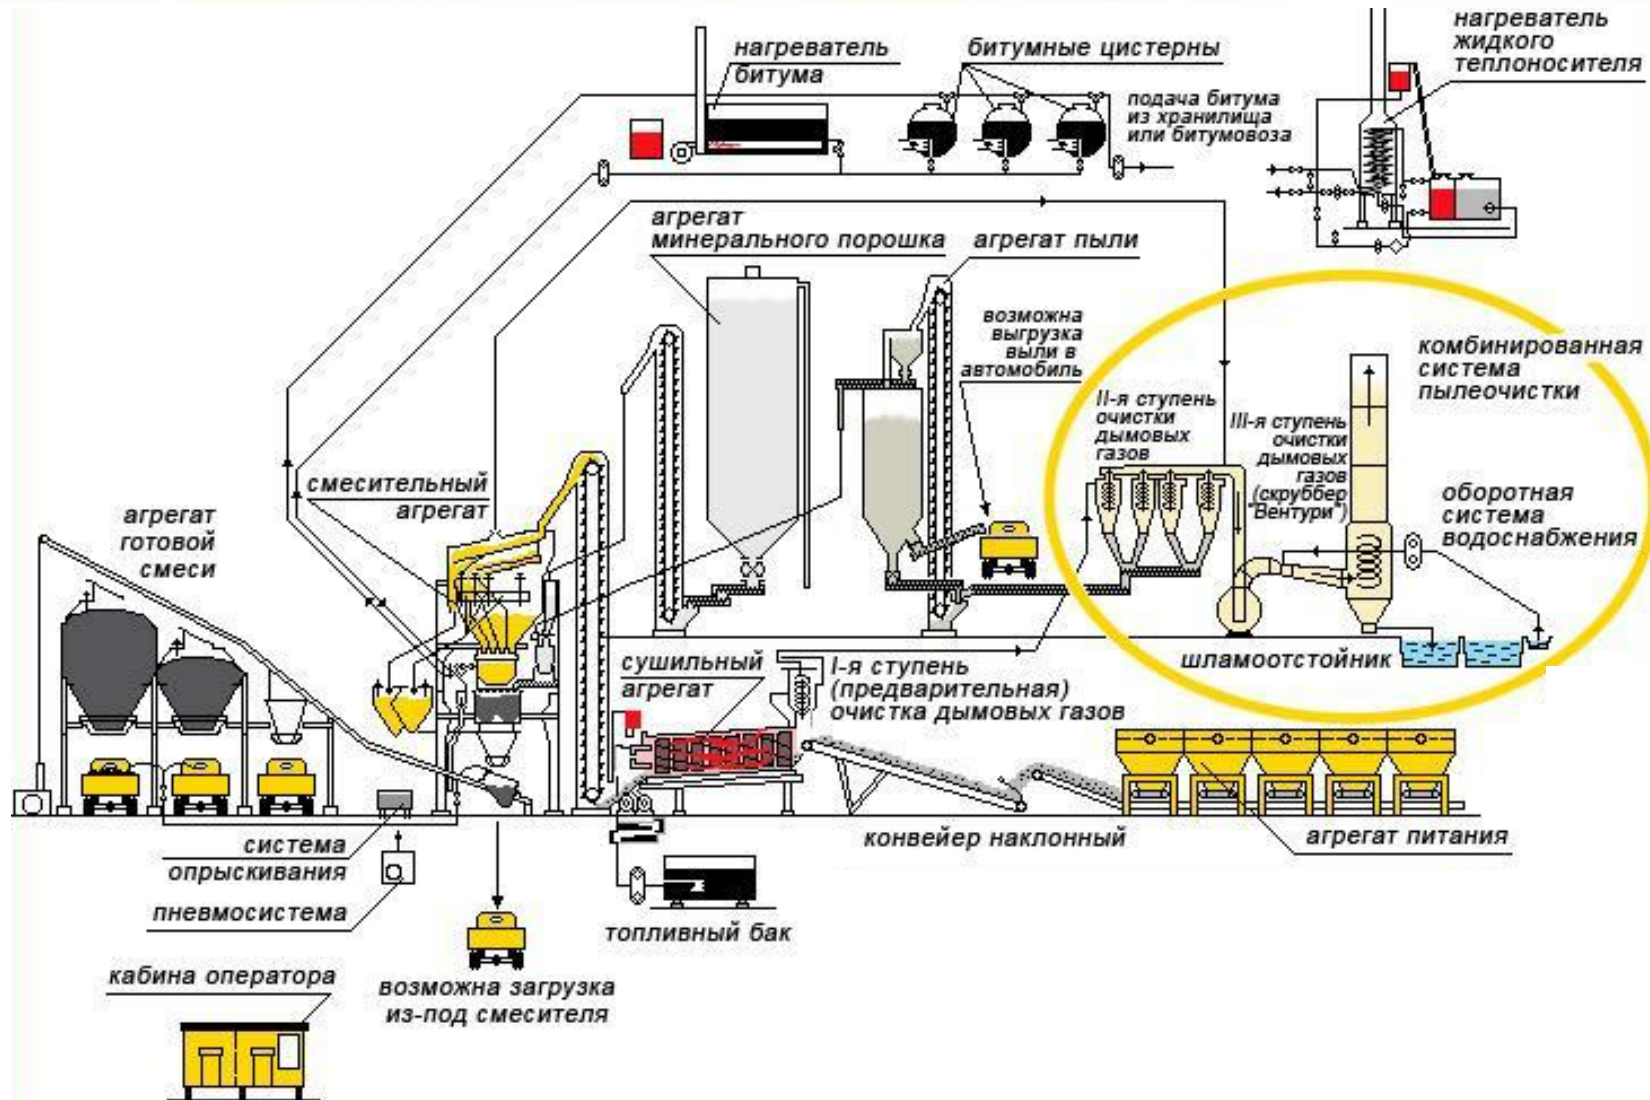 нагреватель
битума
битумные цистерны
подача битума
из хранилища
или битумовоза
нагреватель
жидкого
теплоносителя
агрегат
минерального порошка
агрегат пыли
возможна
выгрузка
выли в
автомобиль
комбинированная
система
пылеочистки
II-я ступень
очистки
дымовых
газов
III-я ступень
очистки
дымовых
газов
(скруббер
"Вентури")
оборотная
система
водоснабжения
смесительный
агрегат
агрегат
готовой
смеси
сушильный
агрегат
I-я ступень
(предварительная)
очистка дымовых газов
шламоотстойник
конвейер наклонный
агрегат питания
система
опрыскивания
пневмосистема
топливный бак
кабина оператора
возможна загрузка
из-под смесителя